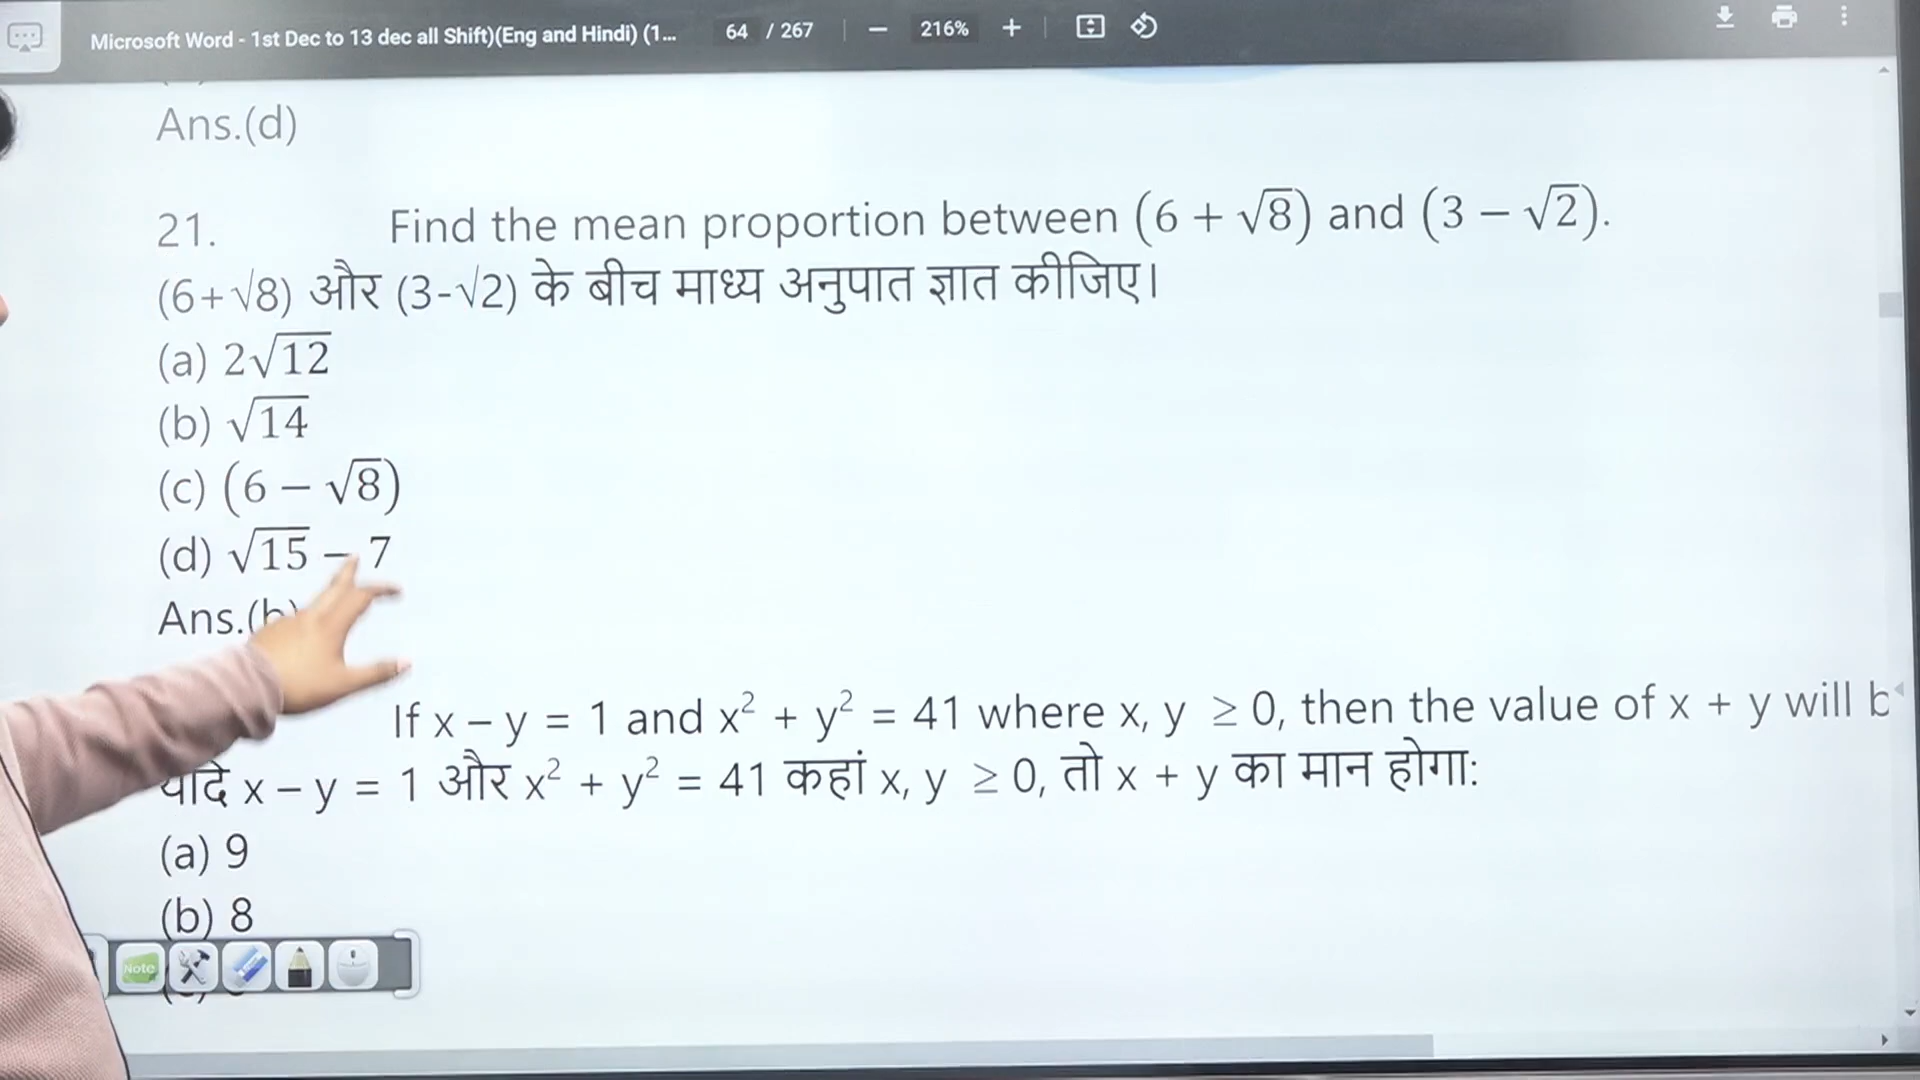 Microsoft Word - 1st Dec to 13 dec all Shift)(Eng and Hindi) (1... 64 / 267 − 216% +
Ans.(d)
21. Find the mean proportion between (6 + √8) and (3 − √2).
(6+√8) और (3-√2) के बीच माध्य अनुपात ज्ञात कीजिए।
(a) 2√12
(b) √14
(c) (6 − √8)
(d) √15 − 7
Ans.(b)
If x – y = 1 and x² + y² = 41 where x, y ≥ 0, then the value of x + y will
यदि x – y = 1 और x² + y² = 41 कहां x, y ≥ 0, तो x + y का मान होगा:
(a) 9
(b) 8
Note